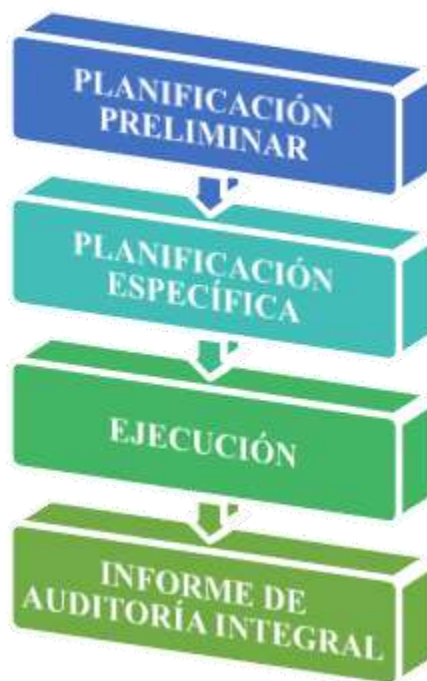 PLANIFICACIÓN
PRELIMINAR
PLANIFICACIÓN
ESPECÍFICA
EJECUCIÓN
INFORME DE
AUDITORÍA INTEGRAL